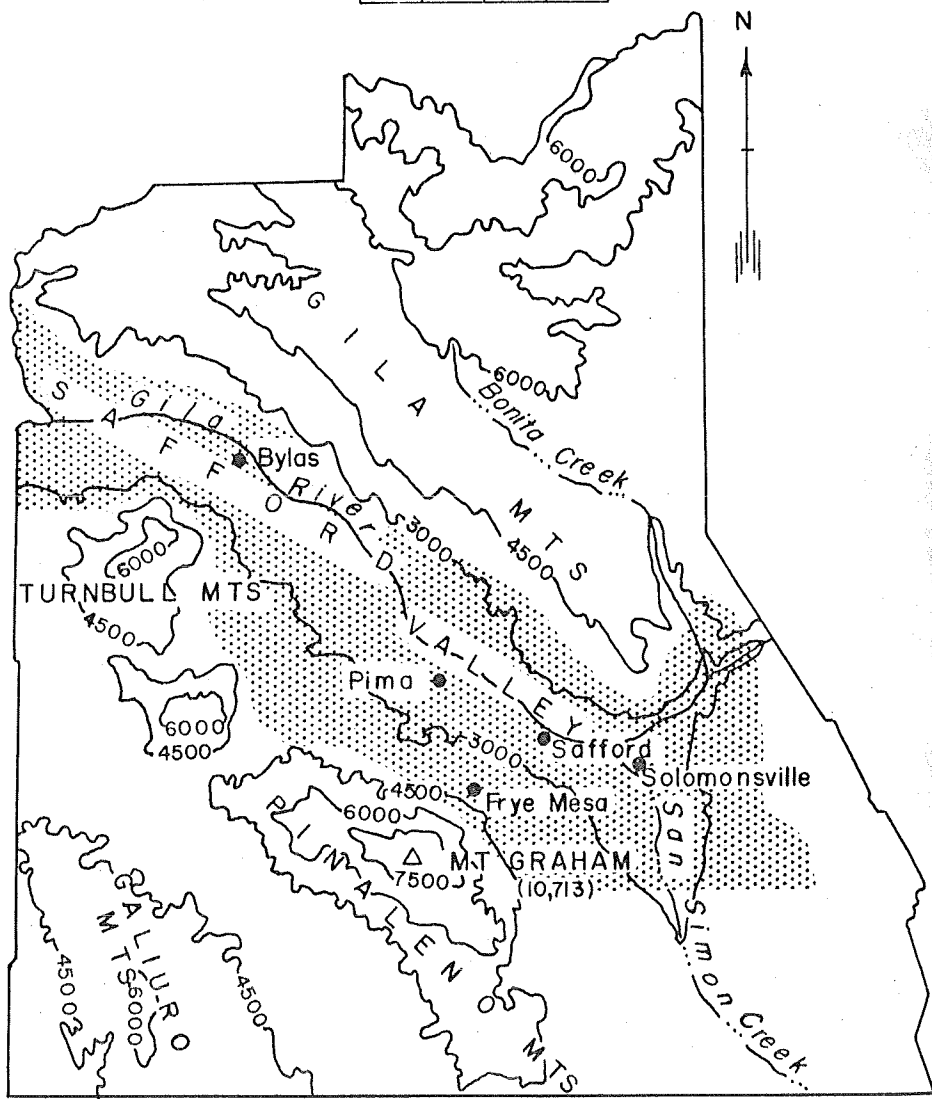 N
6000
GILA MTS
6000
Bonita Creek
SAFFORD VALLEY
Gila River
Bylas
3000
4500
6000
TURNBULL MTS
4500
Pima
6000
4500
3000
Safford
Solomonsville
4500
Frye Mesa
6000
MT GRAHAM
(10,713)
7500
PINALENO MTS
San Simon Creek
GALIURO MTS
4500
6000
4500